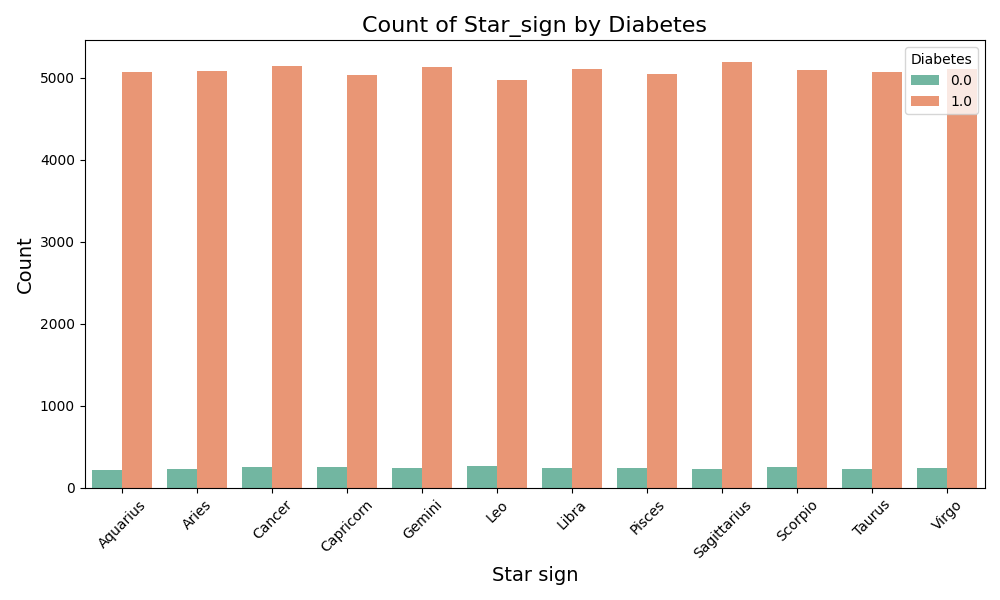 Count of Star_sign by Diabetes
Diabetes
0.0
1.0
Count
5000
4000
3000
2000
1000
0
Aquarius
Aries
Cancer
Capricorn
Gemini
Leo
Libra
Pisces
Sagittarius
Scorpio
Taurus
Virgo
Star sign